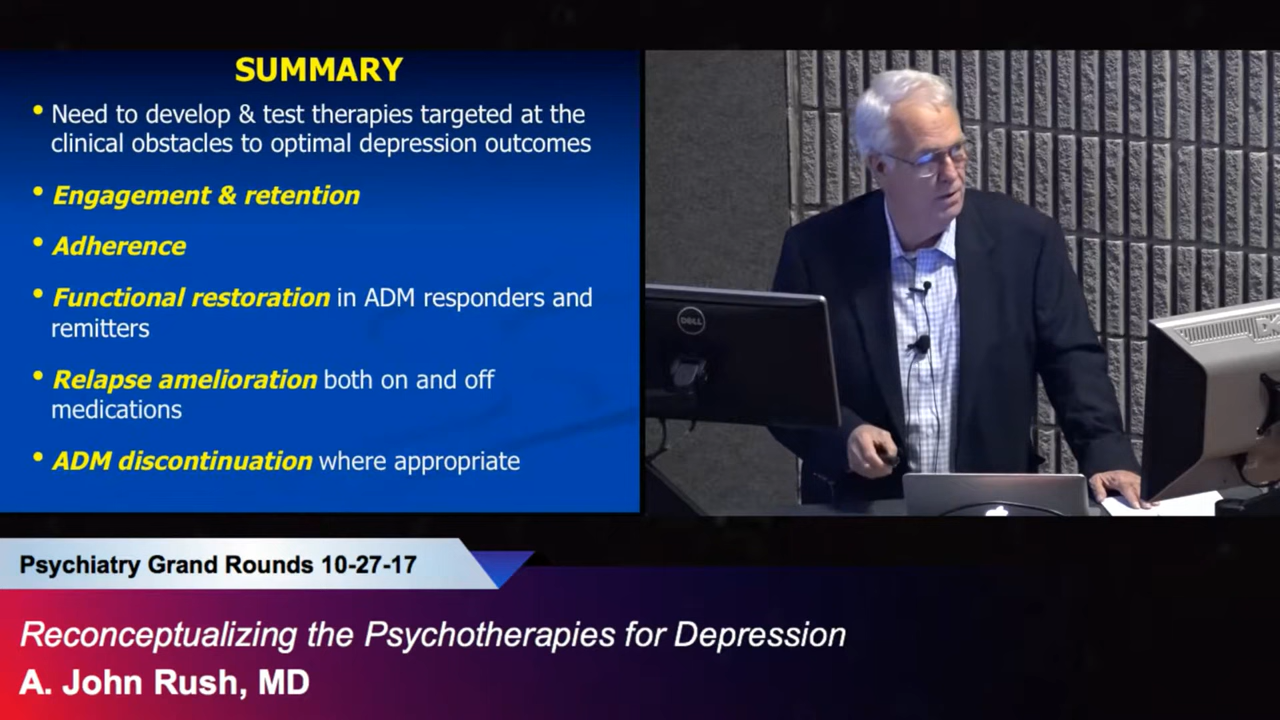 SUMMARY
• Need to develop & test therapies targeted at the
clinical obstacles to optimal depression outcomes
• Engagement & retention
• Adherence
• Functional restoration in ADM responders and
remitters
• Relapse amelioration both on and off
medications
• ADM discontinuation where appropriate
DELL
Psychiatry Grand Rounds 10-27-17
Reconceptualizing the Psychotherapies for Depression
A. John Rush, MD